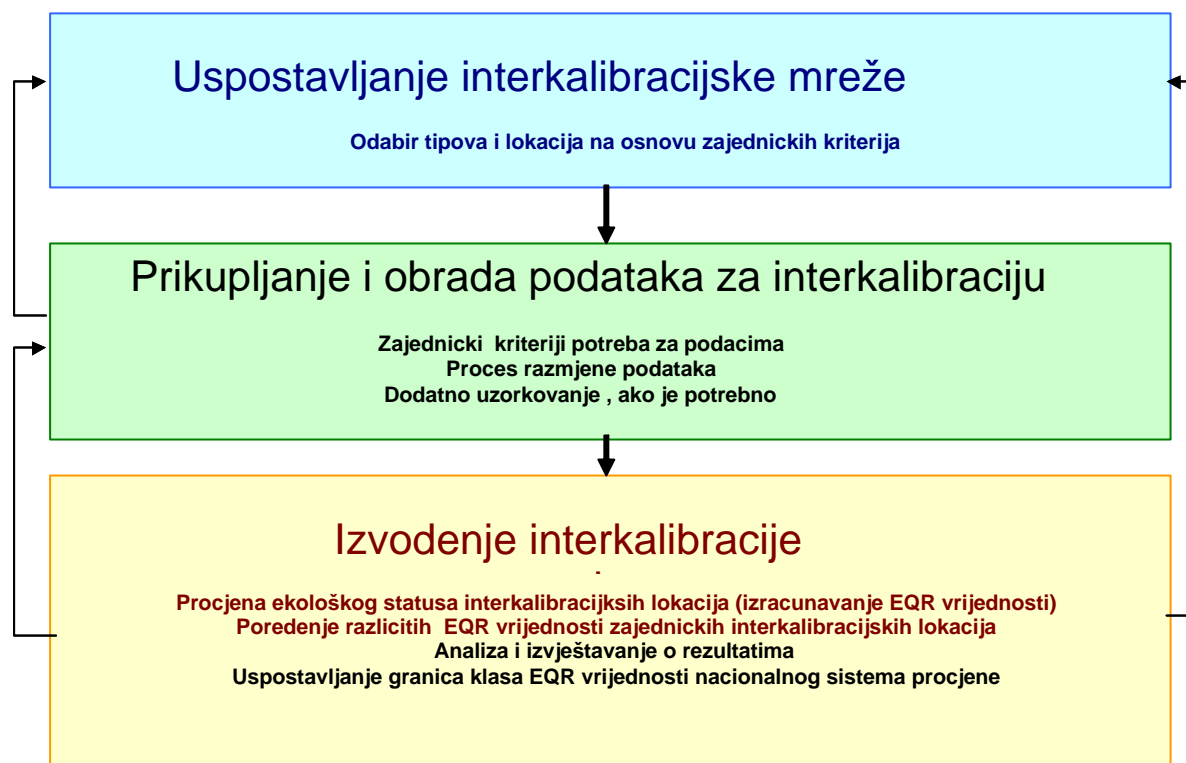 Uspostavljanje interkalibracijske mreže
Odabir tipova i lokacija na osnovu zajednickih kriterija
Prikupljanje i obrada podataka za interkalibraciju
Zajednicki kriteriji potreba za podacima
Proces razmjene podataka
Dodatno uzorkovanje , ako je potrebno
Izvodenje interkalibracije
-
Procjena ekološkog statusa interkalibracijksih lokacija (izracunavanje EQR vrijednosti)
Poredenje razlicitih EQR vrijednosti zajednickih interkalibracijskih lokacija
Analiza i izvještavanje o rezultatima
Uspostavljanje granica klasa EQR vrijednosti nacionalnog sistema procjene